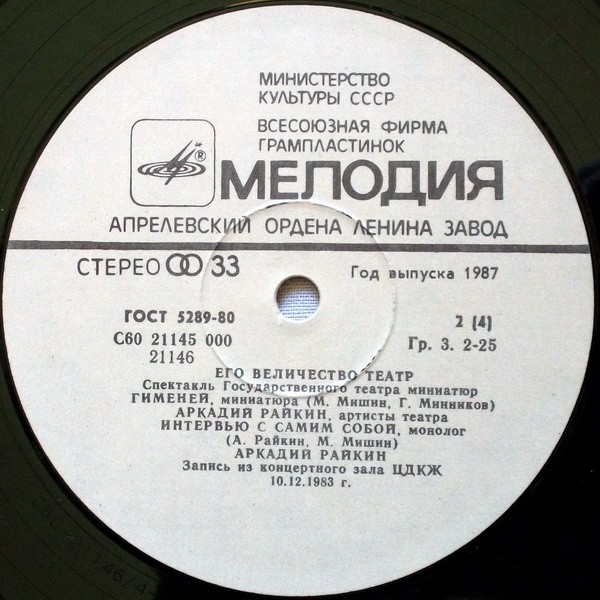 МИНИСТЕРСТВО
КУЛЬТУРЫ СССР
ВСЕСОЮЗНАЯ ФИРМА
ГРАМПЛАСТИНОК
®
МЕЛОДИЯ
АПРЕЛЕВСКИЙ ОРДЕНА ЛЕНИНА ЗАВОД
СТЕРЕО 33
Год выпуска 1987
ГОСТ 5289-80
2 (4)
С60 21145 000
Гр. 3. 2-25
21146
ЕГО ВЕЛИЧЕСТВО ТЕАТР
Спектакль Государственного театра миниатюр
ГИМЕНЕЙ, миниатюра (М. Мишин, Г. Минников)
АРКАДИЙ РАЙКИН, артисты театра
ИНТЕРВЬЮ С САМИМ СОБОЙ, монолог
(А. Райкин, М. Мишин)
АРКАДИЙ РАЙКИН
Запись из концертного зала ЦДКЖ
10.12.1983 г.